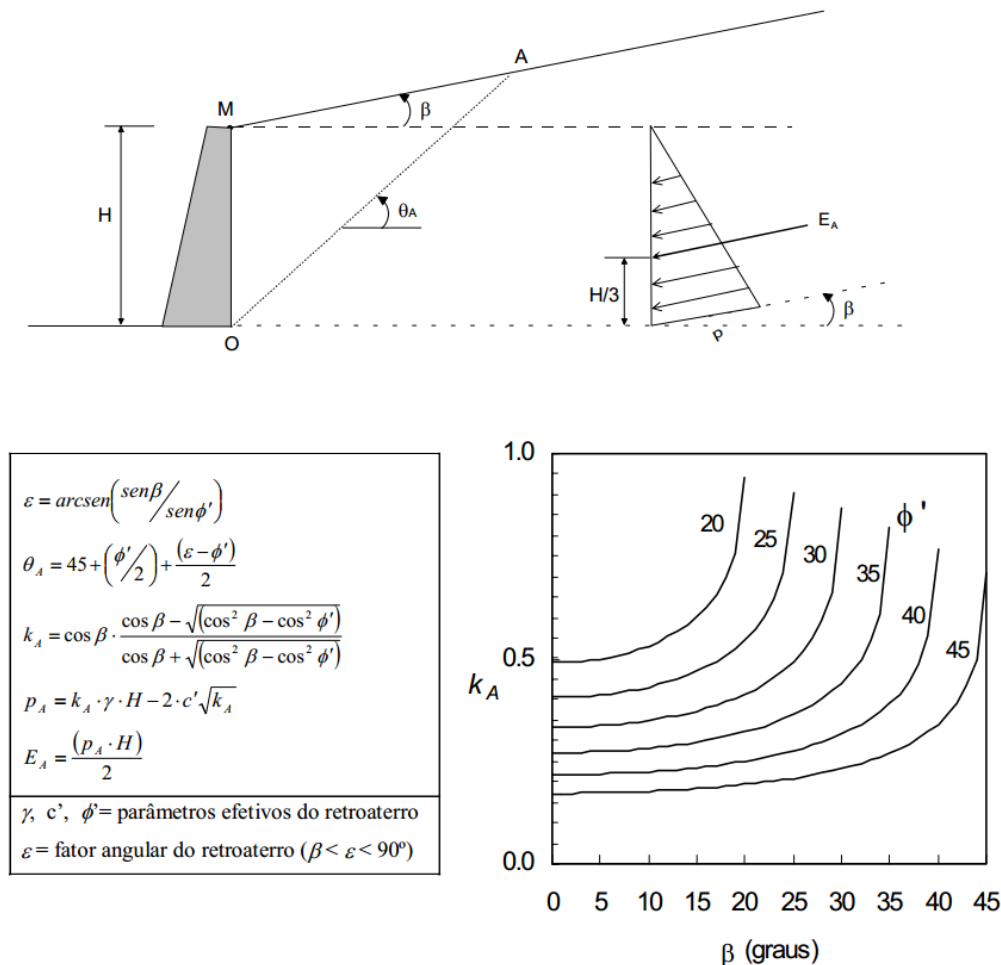 A
M
β
H
θA
EA
H/3
β
P
O
ε = arcsen(senβ/senϕ')
θA = 45 + (ϕ'/2) + (ε − ϕ')/2
kA = cos β · (cos β − √(cos² β − cos² ϕ'))/(cos β + √(cos² β − cos² ϕ'))
pA = kA · γ · H − 2 · c'√kA
EA = (pA · H)/2
γ, c', ϕ'= parâmetros efetivos do retroaterro
ε = fator angular do retroaterro (β < ε < 90º)
1.0
ϕ '
20
25
30
35
40
45
0.5
kA
0.0
0 5 10 15 20 25 30 35 40 45
β (graus)